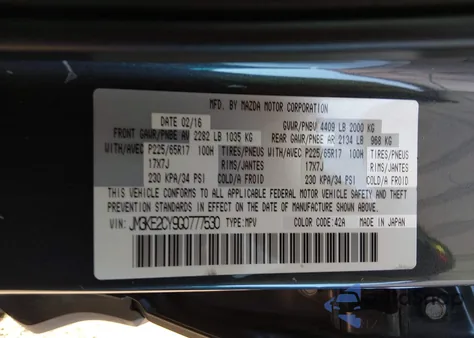 MFD. BY MAZDA MOTOR CORPORATION
DATE 02/16 GVWR/PNBV 4409 LB 2000 KG
FRONT GAWR/PNBE AV 2282 LB 1035 KG REAR GAWR/PNBE AR 2134 LB 968 KG
WITH/AVEC P225/65R17 100H TIRES/PNEUS WITH/AVEC P225/65R17 100H TIRES/PNEUS
17X7J RIMS/JANTES 17X7J RIMS/JANTES
230 KPA/34 PSI COLD/A FROID 230 KPA/34 PSI COLD/A FROID
THIS VEHICLE CONFORMS TO ALL APPLICABLE FEDERAL MOTOR VEHICLE SAFETY AND THEFT
PREVENTION STANDARDS IN EFFECT ON THE DATE OF MANUFACTURE SHOWN ABOVE.
VIN: JM3KE2CY9G0777530 TYPE:MPV COLOR CODE:42A MADE IN JAPAN